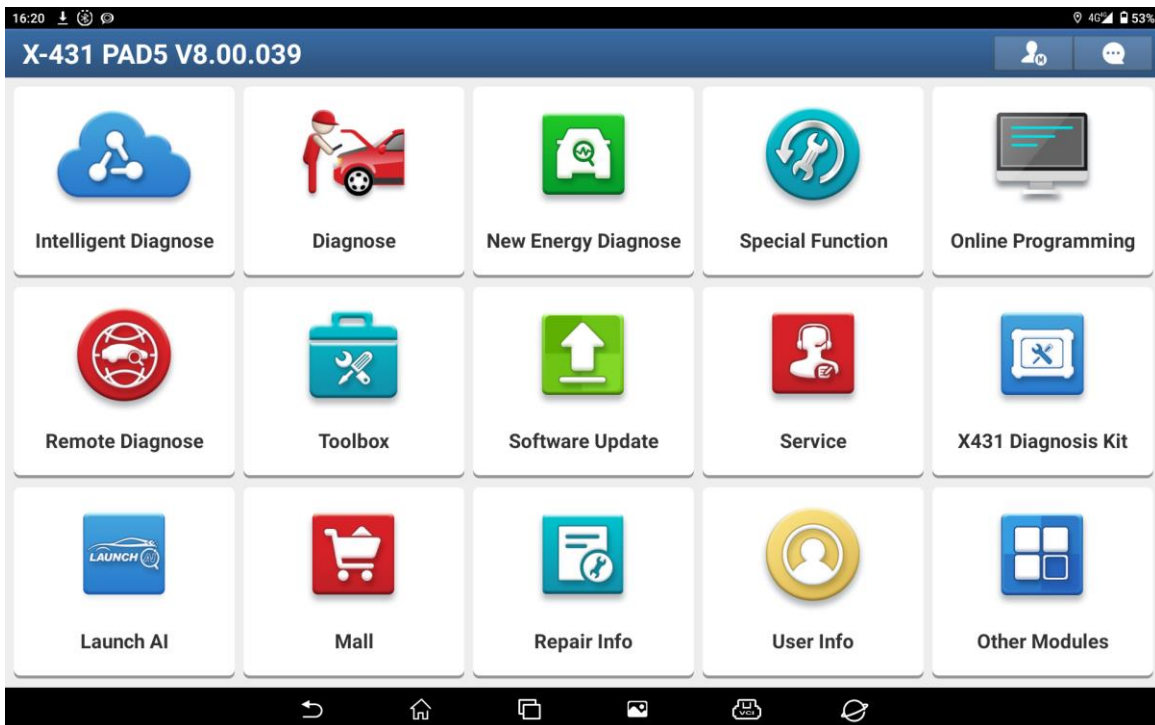 16:20 4G 53%
X-431 PAD5 V8.00.039
Intelligent Diagnose Diagnose New Energy Diagnose Special Function Online Programming
Remote Diagnose Toolbox Software Update Service X431 Diagnosis Kit
LAUNCH
Launch AI Mall Repair Info User Info Other Modules
VCI